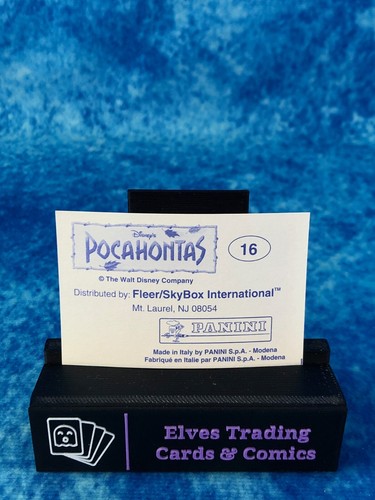 Disney's
POCAHONTAS
16
© The Walt Disney Company
Distributed by: Fleer/SkyBox International™
Mt. Laurel, NJ 08054
PANINI
Made in Italy by PANINI S.p.A. - Modena
Fabriqué en Italie par PANINI S.p.A. - Modena
Elves Trading
Cards & Comics